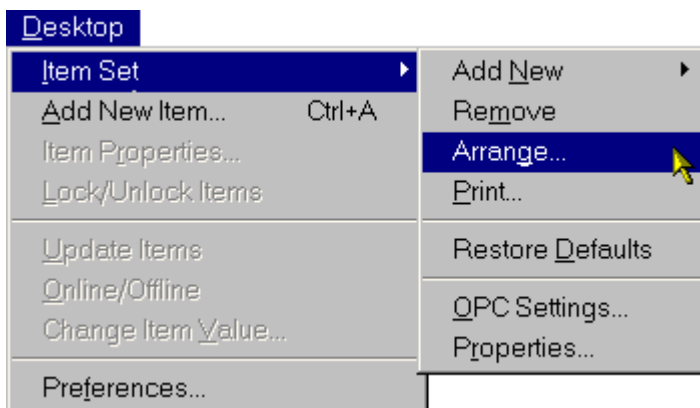 Desktop
Item Set
Add New Item... Ctrl+A
Item Properties...
Lock/Unlock Items
Update Items
Online/Offline
Change Item Value...
Preferences...
Add New
Remove
Arrange...
Print...
Restore Defaults
OPC Settings...
Properties...